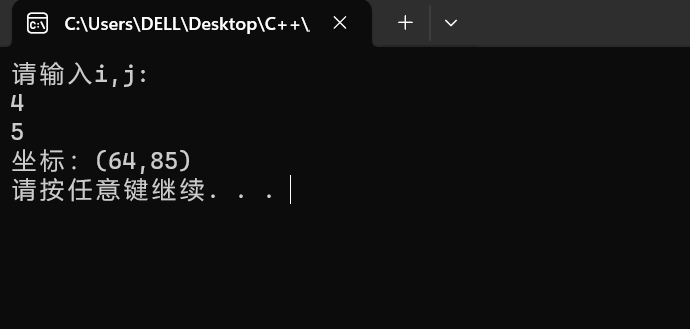 C:\Users\DELL\Desktop\C++\
请输入i,j:
4
5
坐标: (64,85)
请按任意键继续. . .